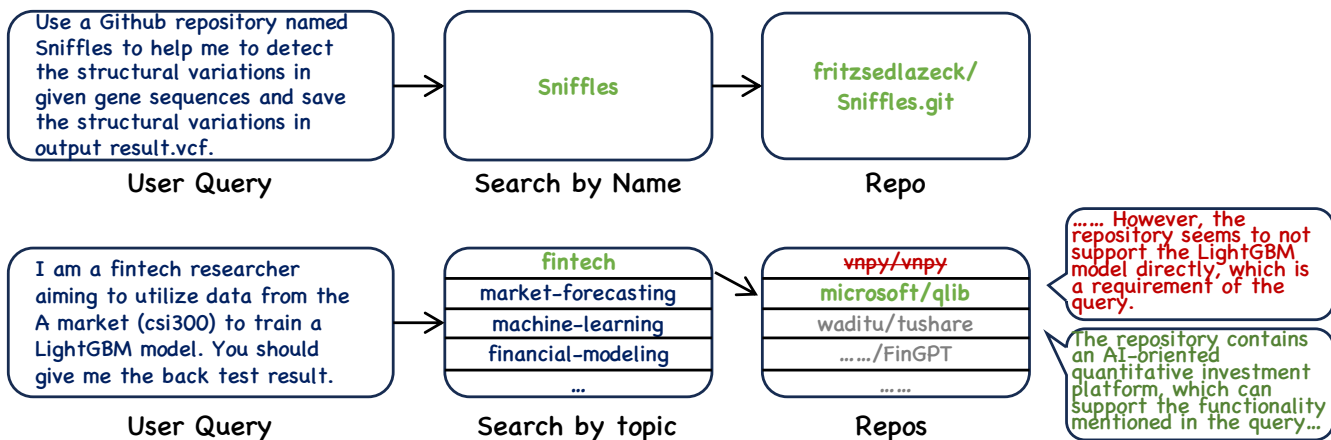 Use a Github repository named
Sniffles to help me to detect
the structural variations in
given gene sequences and save
the structural variations in
output result.vcf.
Sniffles
fritzsedlazeck/
Sniffles.git
User Query
Search by Name
Repo
I am a fintech researcher
aiming to utilize data from the
A market (csi300) to train a
LightGBM model. You should
give me the back test result.
fintech
market-forecasting
machine-learning
financial-modeling
...
vnpy/vnpy
microsoft/qlib
waditu/tushare
……/FinGPT
……
…… However, the
repository seems to not
support the LightGBM
model directly, which is
a requirement of the
query.
The repository contains
an AI-oriented
quantitative investment
platform, which can
support the functionality
mentioned in the query…
User Query
Search by topic
Repos